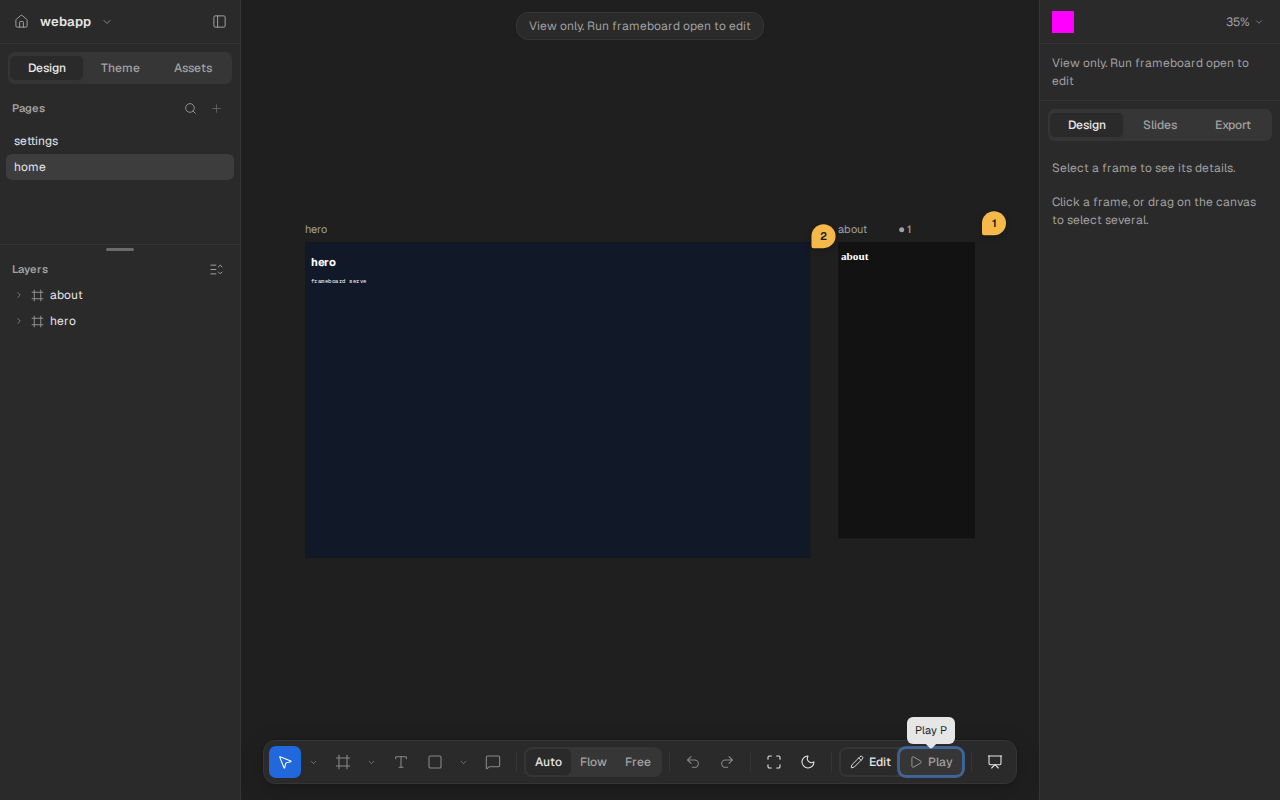 webapp
Design
Theme
Assets
Pages
settings
home
Layers
about
hero
View only. Run frameboard open to edit
hero
2
about
1
1
hero
frameboard serve
about
Play P
Auto
Flow
Free
Edit
Play
35%
View only. Run frameboard open to
edit
Design
Slides
Export
Select a frame to see its details.
Click a frame, or drag on the canvas
to select several.